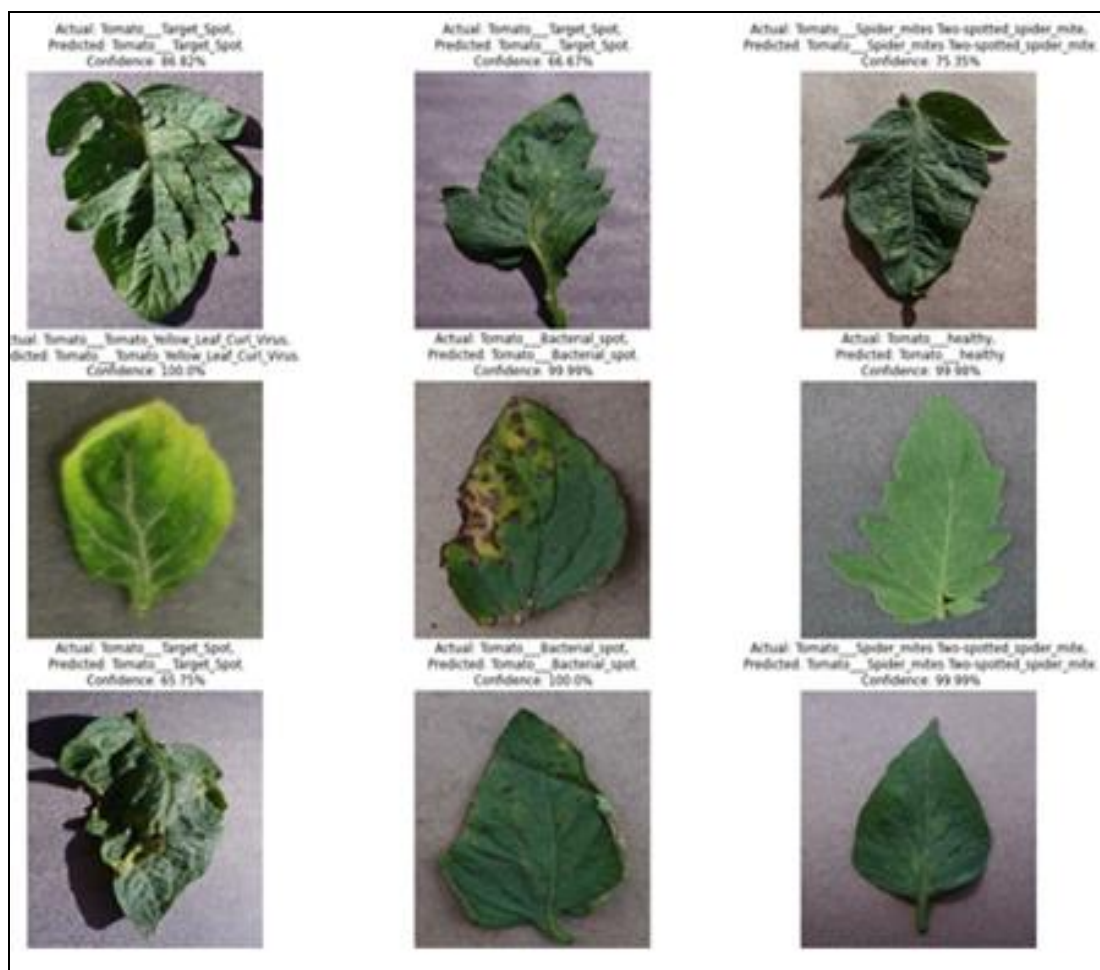 Actual: Tomato___Target_Spot,
Predicted: Tomato___Target_Spot.
Confidence: 86.82%
Actual: Tomato___Target_Spot,
Predicted: Tomato___Target_Spot.
Confidence: 66.67%
Actual: Tomato___Spider_mites Two-spotted_spider_mite,
Predicted: Tomato___Spider_mites Two-spotted_spider_mite.
Confidence: 75.35%
tual: Tomato___Tomato_Yellow_Leaf_Curl_Virus,
dicted: Tomato___Tomato_Yellow_Leaf_Curl_Virus.
Confidence: 100.0%
Actual: Tomato___Bacterial_spot,
Predicted: Tomato___Bacterial_spot.
Confidence: 99.99%
Actual: Tomato___healthy,
Predicted: Tomato___healthy.
Confidence: 99.98%
Actual: Tomato___Target_Spot,
Predicted: Tomato___Target_Spot.
Confidence: 65.75%
Actual: Tomato___Bacterial_spot,
Predicted: Tomato___Bacterial_spot.
Confidence: 100.0%
Actual: Tomato___Spider_mites Two-spotted_spider_mite,
Predicted: Tomato___Spider_mites Two-spotted_spider_mite.
Confidence: 99.99%